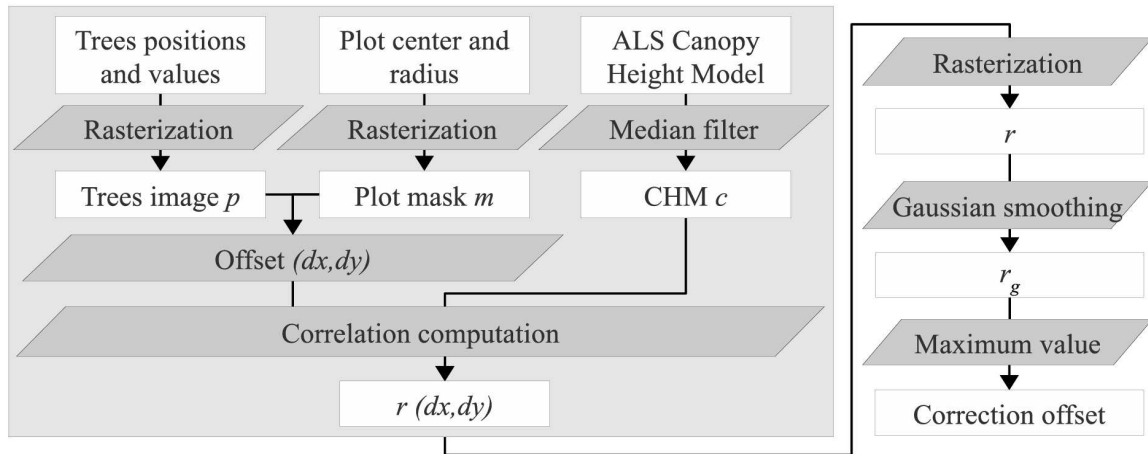 Trees positions
and values
Plot center and
radius
ALS Canopy
Height Model
Rasterization
Rasterization
Median filter
Trees image p
Plot mask m
CHM c
Offset (dx,dy)
Correlation computation
r (dx,dy)
Rasterization
r
Gaussian smoothing
rg
Maximum value
Correction offset